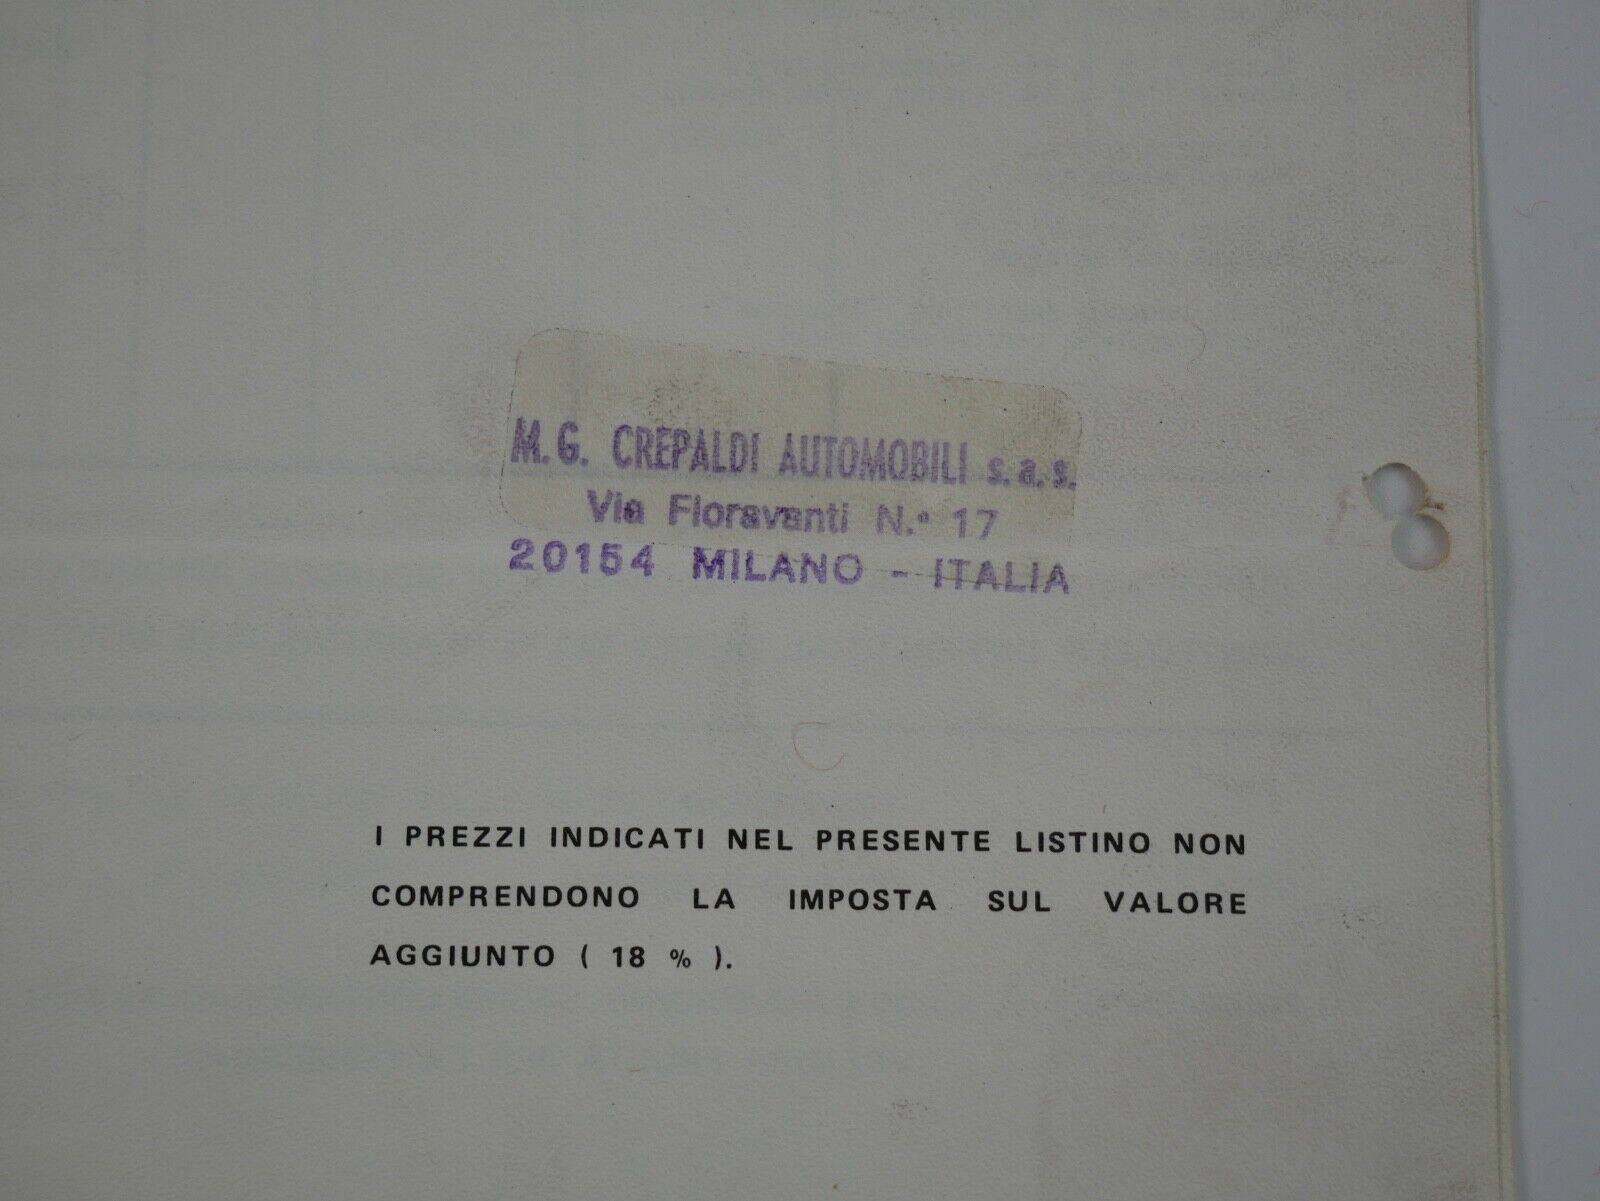 M. G. CREPALDI AUTOMOBILI s. a. s.
Via Fioravanti N.° 17
20154 MILANO - ITALIA
I PREZZI INDICATI NEL PRESENTE LISTINO NON
COMPRENDONO LA IMPOSTA SUL VALORE
AGGIUNTO ( 18 % ).